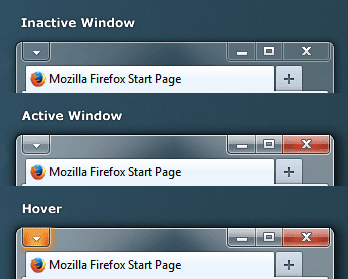 Inactive Window
Mozilla Firefox Start Page
Active Window
Mozilla Firefox Start Page
Hover
Mozilla Firefox Start Page